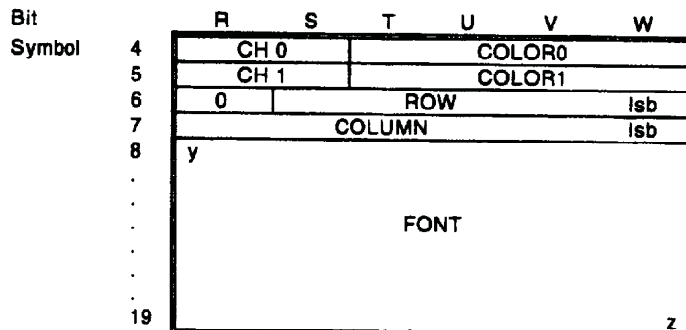 Bit R S T U V W
Symbol 4 CH 0 COLOR0
5 CH 1 COLOR1
6 0 ROW lsb
7 COLUMN lsb
8 y
.
.
FONT
.
.
.
19 z